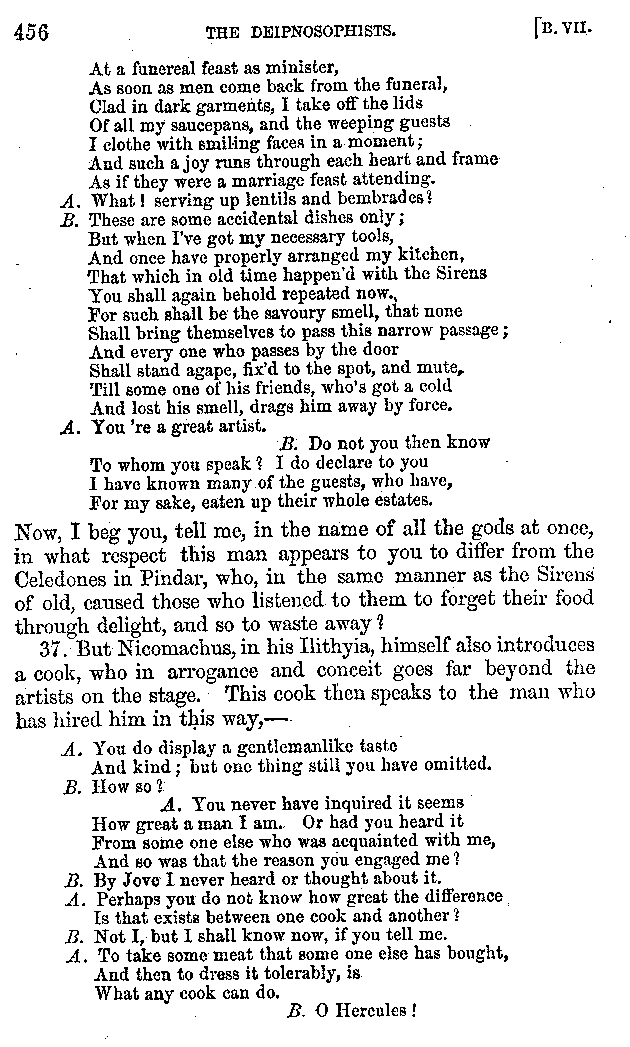 456 THE DEIPNOSOPHISTS. [B. VII.
At a funereal feast as minister,
As soon as men come back from the funeral,
Clad in dark garments, I take off the lids
Of all my saucepans, and the weeping guests
I clothe with smiling faces in a moment;
And such a joy runs through each heart and frame
As if they were a marriage feast attending.
A. What! serving up lentils and bembrades?
B. These are some accidental dishes only;
But when I've got my necessary tools,
And once have properly arranged my kitchen,
That which in old time happen'd with the Sirens
You shall again behold repeated now.
For such shall be the savoury smell, that none
Shall bring themselves to pass this narrow passage;
And every one who passes by the door
Shall stand agape, fix'd to the spot, and mute,
Till some one of his friends, who's got a cold
And lost his smell, drags him away by force.
A. You 're a great artist.
B. Do not you then know
To whom you speak? I do declare to you
I have known many of the guests, who have,
For my sake, eaten up their whole estates.
Now, I beg you, tell me, in the name of all the gods at once,
in what respect this man appears to you to differ from the
Celedones in Pindar, who, in the same manner as the Sirens
of old, caused those who listened to them to forget their food
through delight, and so to waste away?
37. But Nicomachus, in his Ilithyia, himself also introduces
a cook, who in arrogance and conceit goes far beyond the
artists on the stage. This cook then speaks to the man who
has hired him in this way,—
A. You do display a gentlemanlike taste
And kind; but one thing still you have omitted.
B. How so?
A. You never have inquired it seems
How great a man I am. Or had you heard it
From some one else who was acquainted with me,
And so was that the reason you engaged me?
B. By Jove I never heard or thought about it.
A. Perhaps you do not know how great the difference
Is that exists between one cook and another?
B. Not I, but I shall know now, if you tell me.
A. To take some meat that some one else has bought,
And then to dress it tolerably, is
What any cook can do.
B. O Hercules!